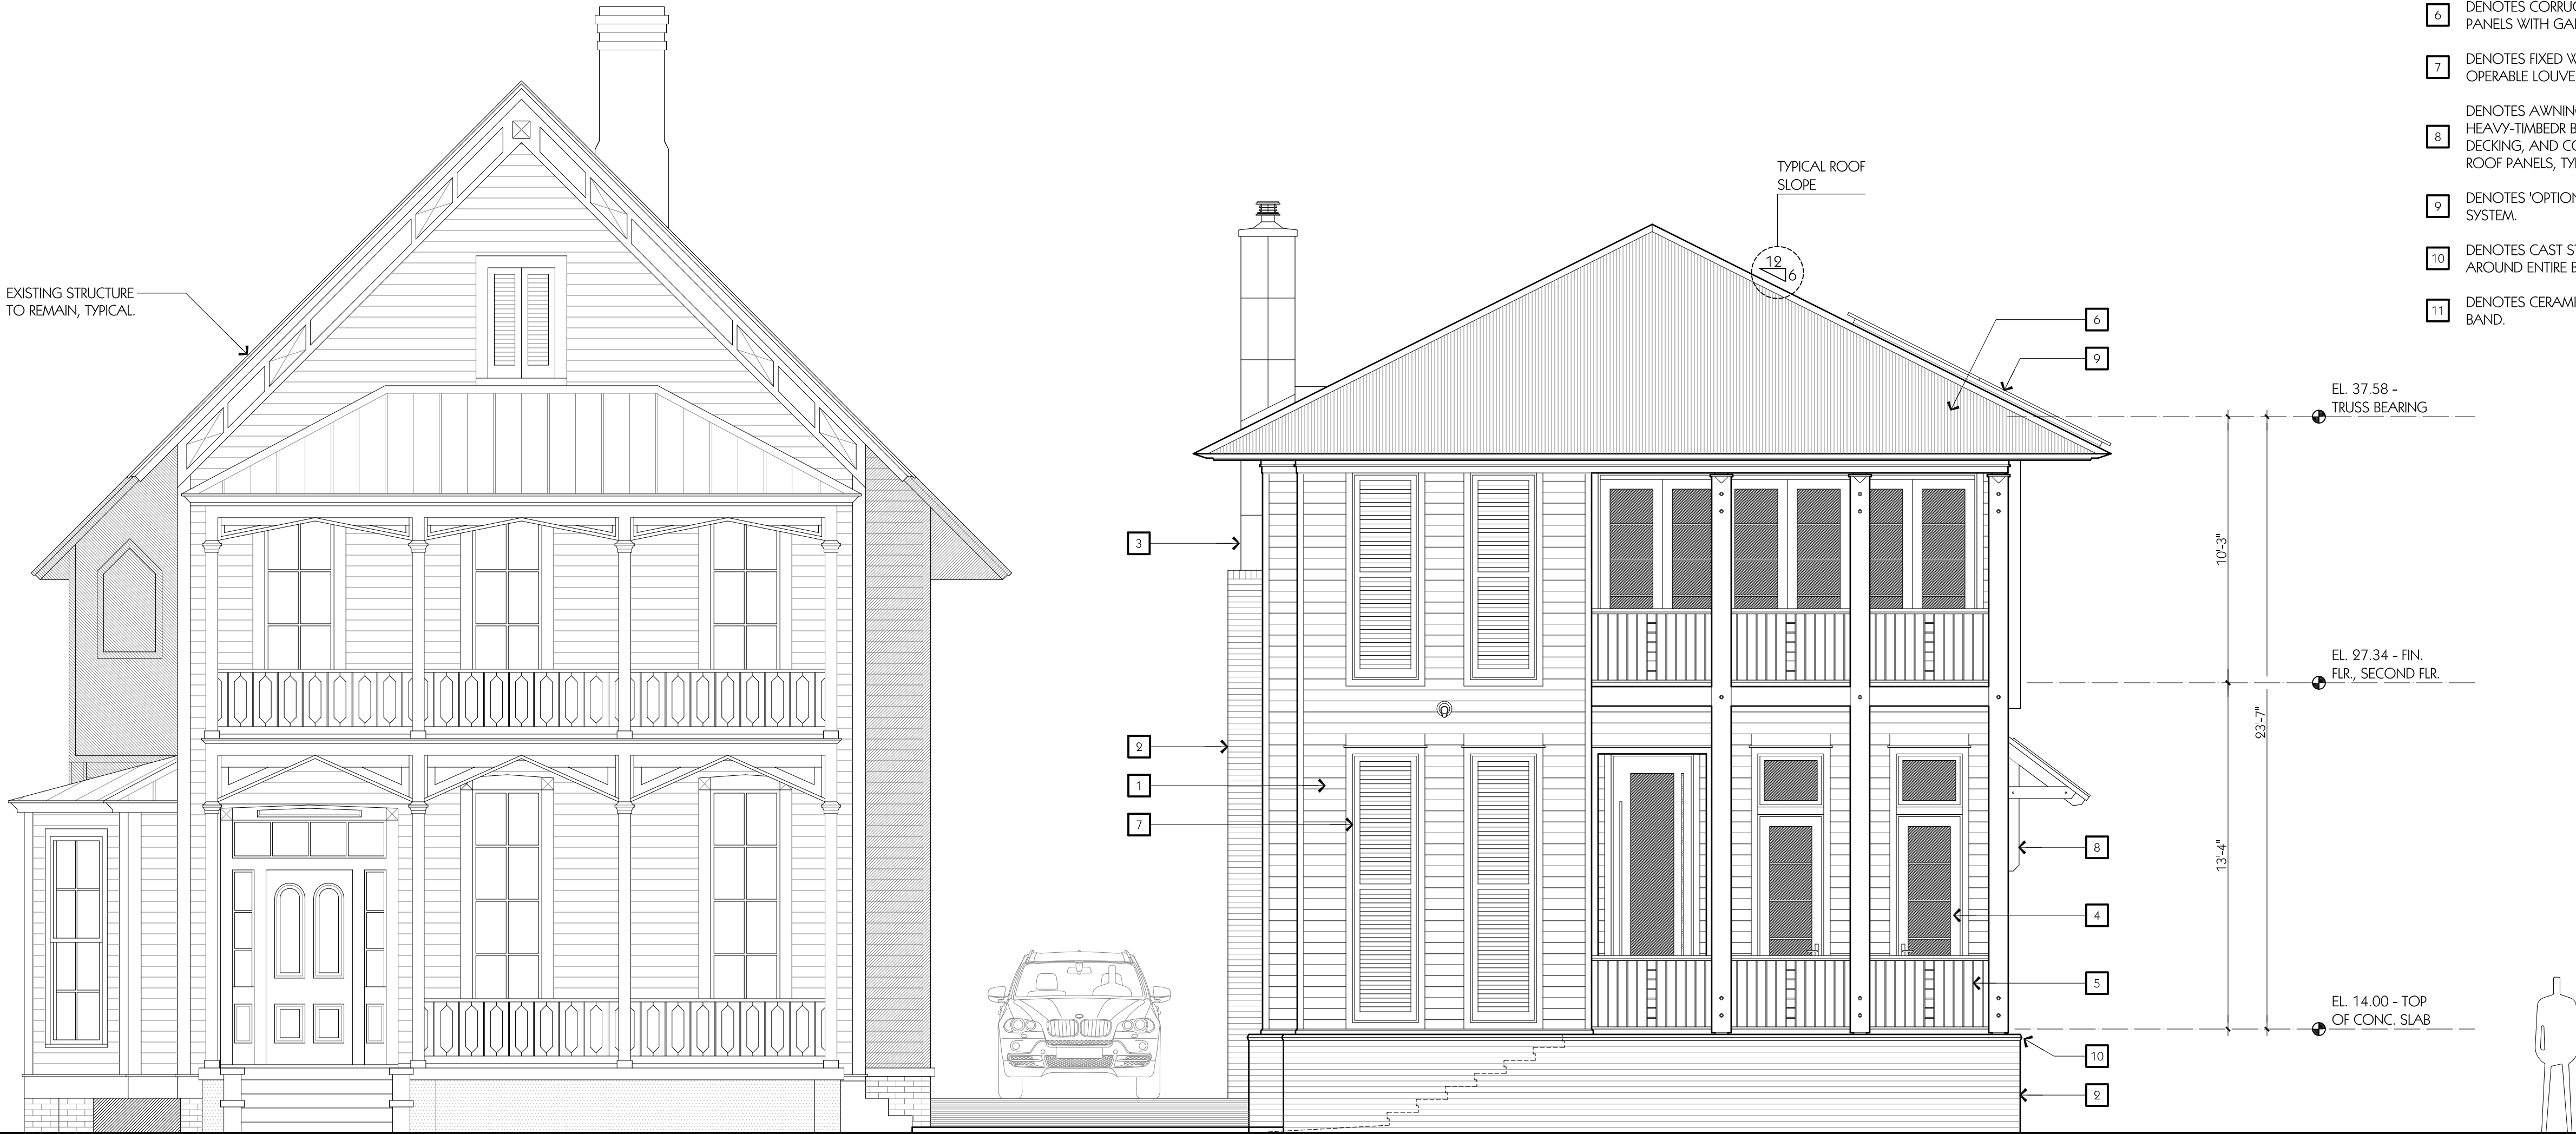 EXISTING STRUCTURE
TO REMAIN, TYPICAL.
TYPICAL ROOF
SLOPE
12
6
6
9
3
2
1
7
8
4
5
10
2
10'-3"
13'-4"
23'-7"
EL. 37.58 -
TRUSS BEARING
EL. 27.34 - FIN.
FLR., SECOND FLR.
EL. 14.00 - TOP
OF CONC. SLAB
6
DENOTES CORRU
PANELS WITH GA
7
DENOTES FIXED W
OPERABLE LOUVE
8
DENOTES AWNIN
HEAVY-TIMBEDR B
DECKING, AND CO
ROOF PANELS, TY
9
DENOTES 'OPTION
SYSTEM.
10
DENOTES CAST ST
AROUND ENTIRE B
11
DENOTES CERAMI
BAND.